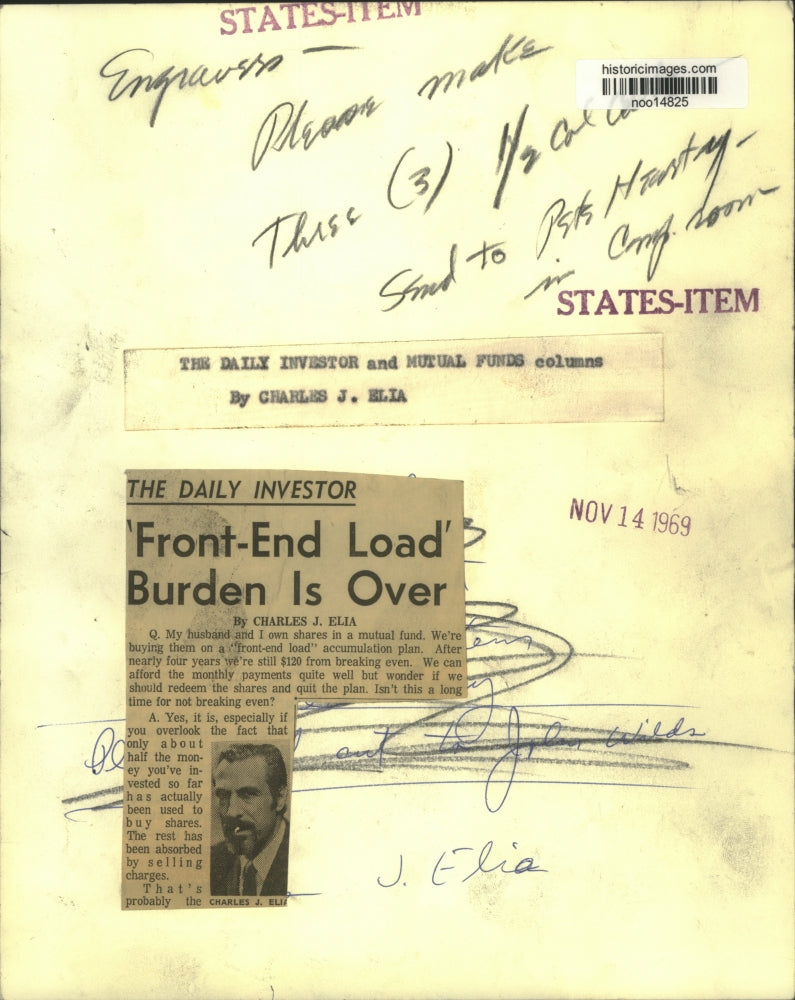 STATES-ITEM
Engravers —
Please make
historicimages.com
noo14825
Three (3) 1/2 Col
Send to Pete
in Comp. room
STATES-ITEM
THE DAILY INVESTOR and MUTUAL FUNDS columns
By CHARLES J. ELIA
NOV 14 1969
THE DAILY INVESTOR
'Front-End Load'
Burden Is Over
By CHARLES J. ELIA
Q. My husband and I own shares in a mutual fund. We're
buying them on a "front-end load" accumulation plan. After
nearly four years we're still $120 from breaking even. We can
afford the monthly payments quite well but wonder if we
should redeem the shares and quit the plan. Isn't this a long
time for not breaking even?
A. Yes, it is, especially if
you overlook the fact that
only about
half the mon-
ey you've in-
vested so far
has actually
been used to
buy shares.
The rest has
been absorbed
by selling
charges.
That's
probably the
CHARLES J. ELIA
out to John Wilds
J. Elia